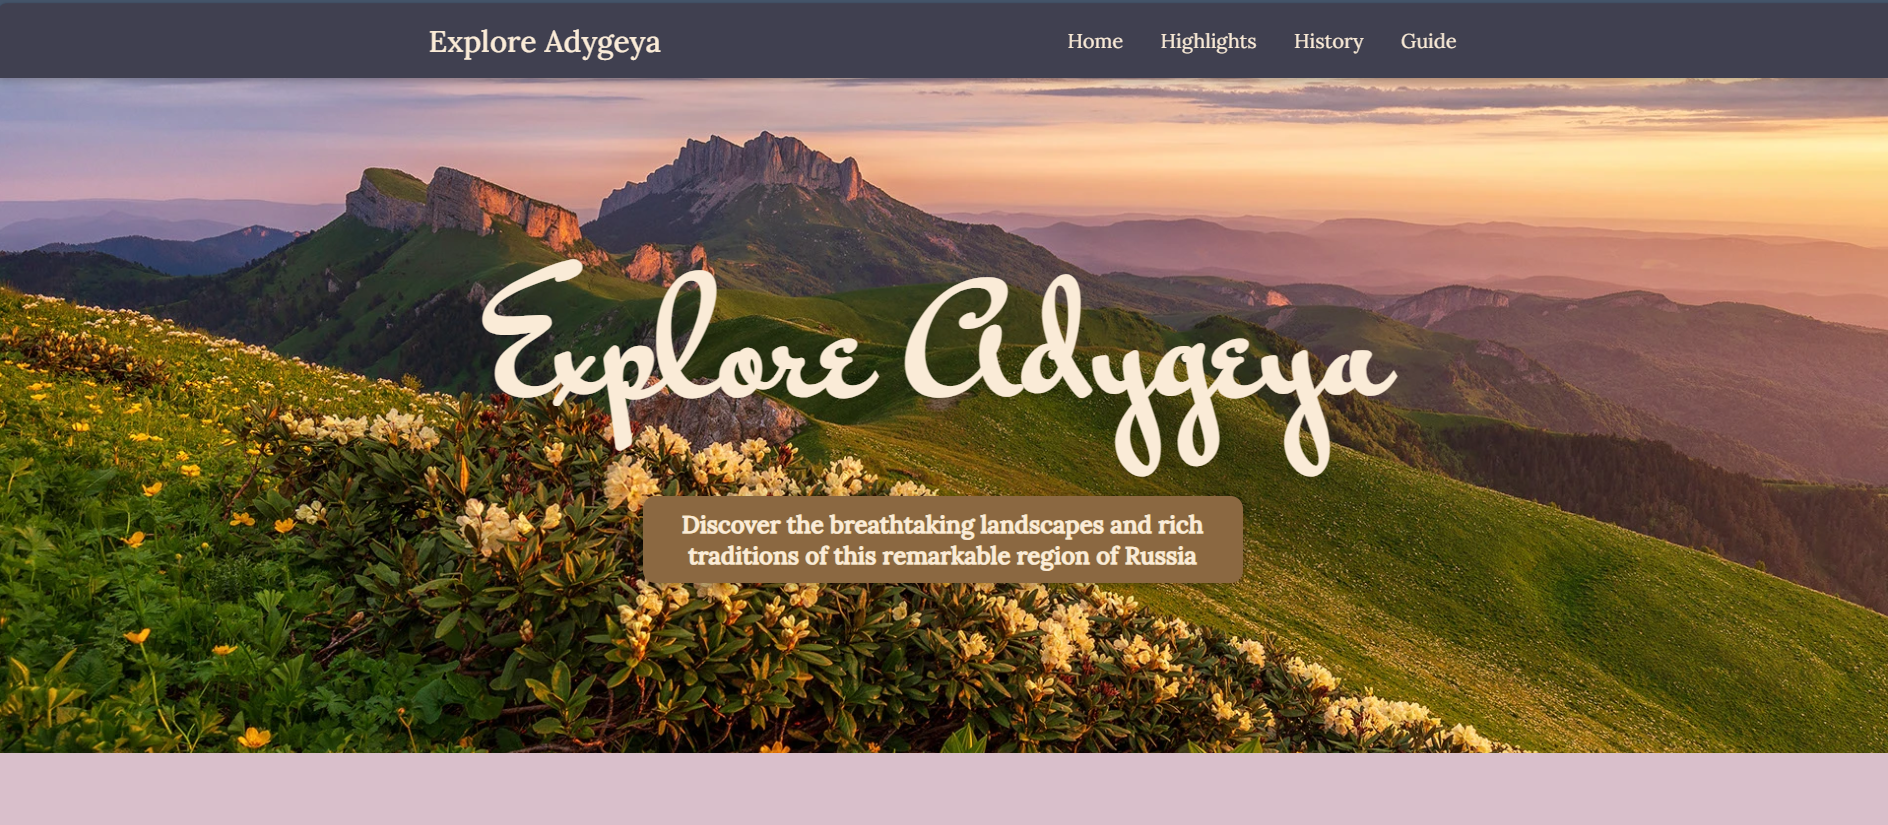 Explore Adygeya
Home Highlights History Guide
Explore Adygeya
Discover the breathtaking landscapes and rich
traditions of this remarkable region of Russia